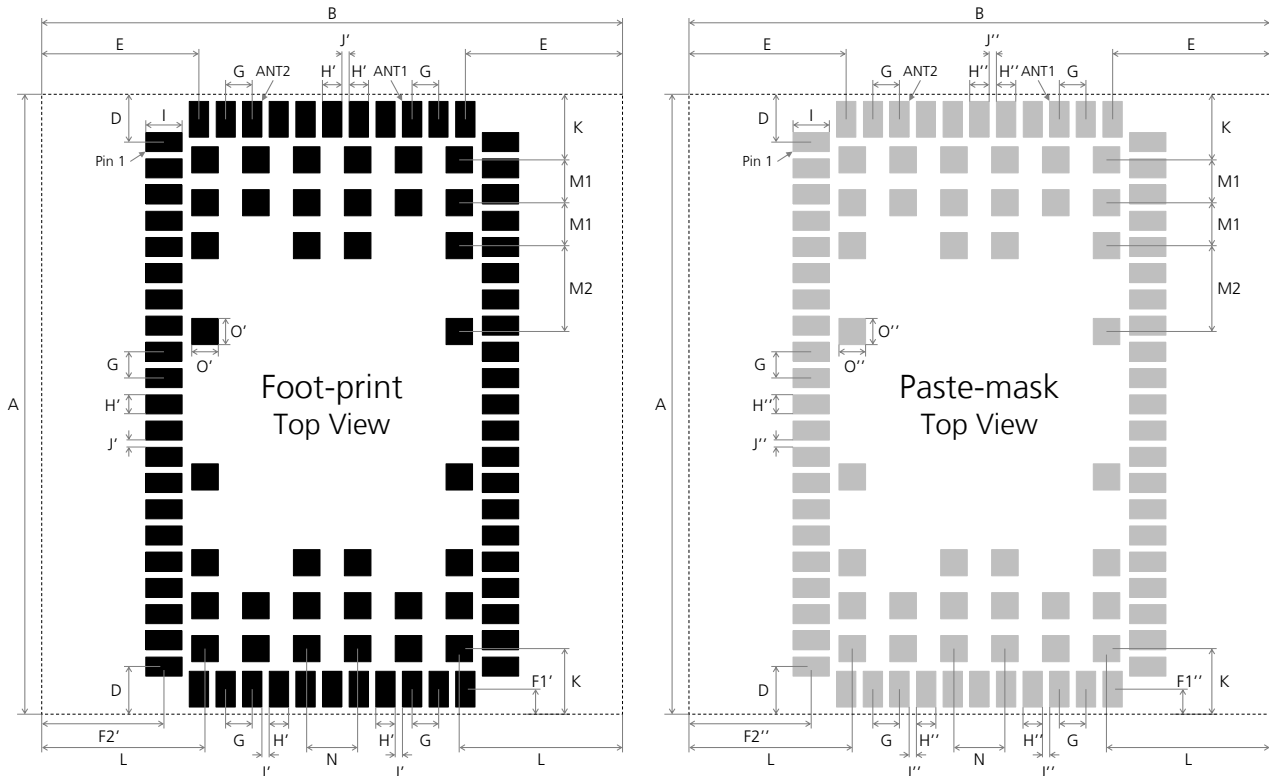 B
E
J'
E
G
ANT2
H'
H'
ANT1
G
D
I
K
Pin 1
M1
M1
M2
O'
O'
G
A
Foot-print
Top View
H'
J'
D
F1'
K
F2'
G
H'
H'
G
L
J'
N
J'
L
B
E
J''
E
G
ANT2
H''
H''
ANT1
G
D
I
K
Pin 1
M1
M1
M2
O''
O''
G
A
Paste-mask
Top View
H''
J''
D
F1''
K
F2''
G
H''
H''
G
L
J''
N
J''
L